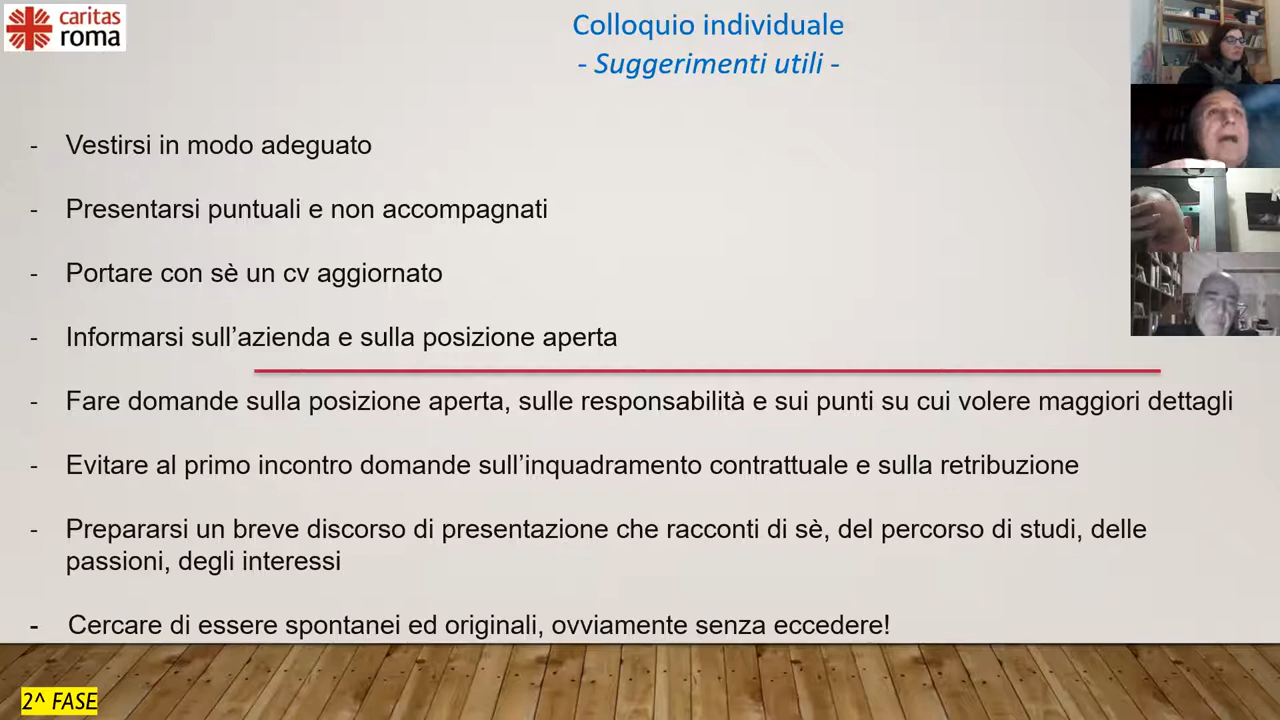 caritas
roma
Colloquio individuale
- Suggerimenti utili -
- Vestirsi in modo adeguato
- Presentarsi puntuali e non accompagnati
- Portare con sè un cv aggiornato
- Informarsi sull’azienda e sulla posizione aperta
- Fare domande sulla posizione aperta, sulle responsabilità e sui punti su cui volere maggiori dettagli
- Evitare al primo incontro domande sull’inquadramento contrattuale e sulla retribuzione
- Prepararsi un breve discorso di presentazione che racconti di sè, del percorso di studi, delle
passioni, degli interessi
- Cercare di essere spontanei ed originali, ovviamente senza eccedere!
2^ FASE